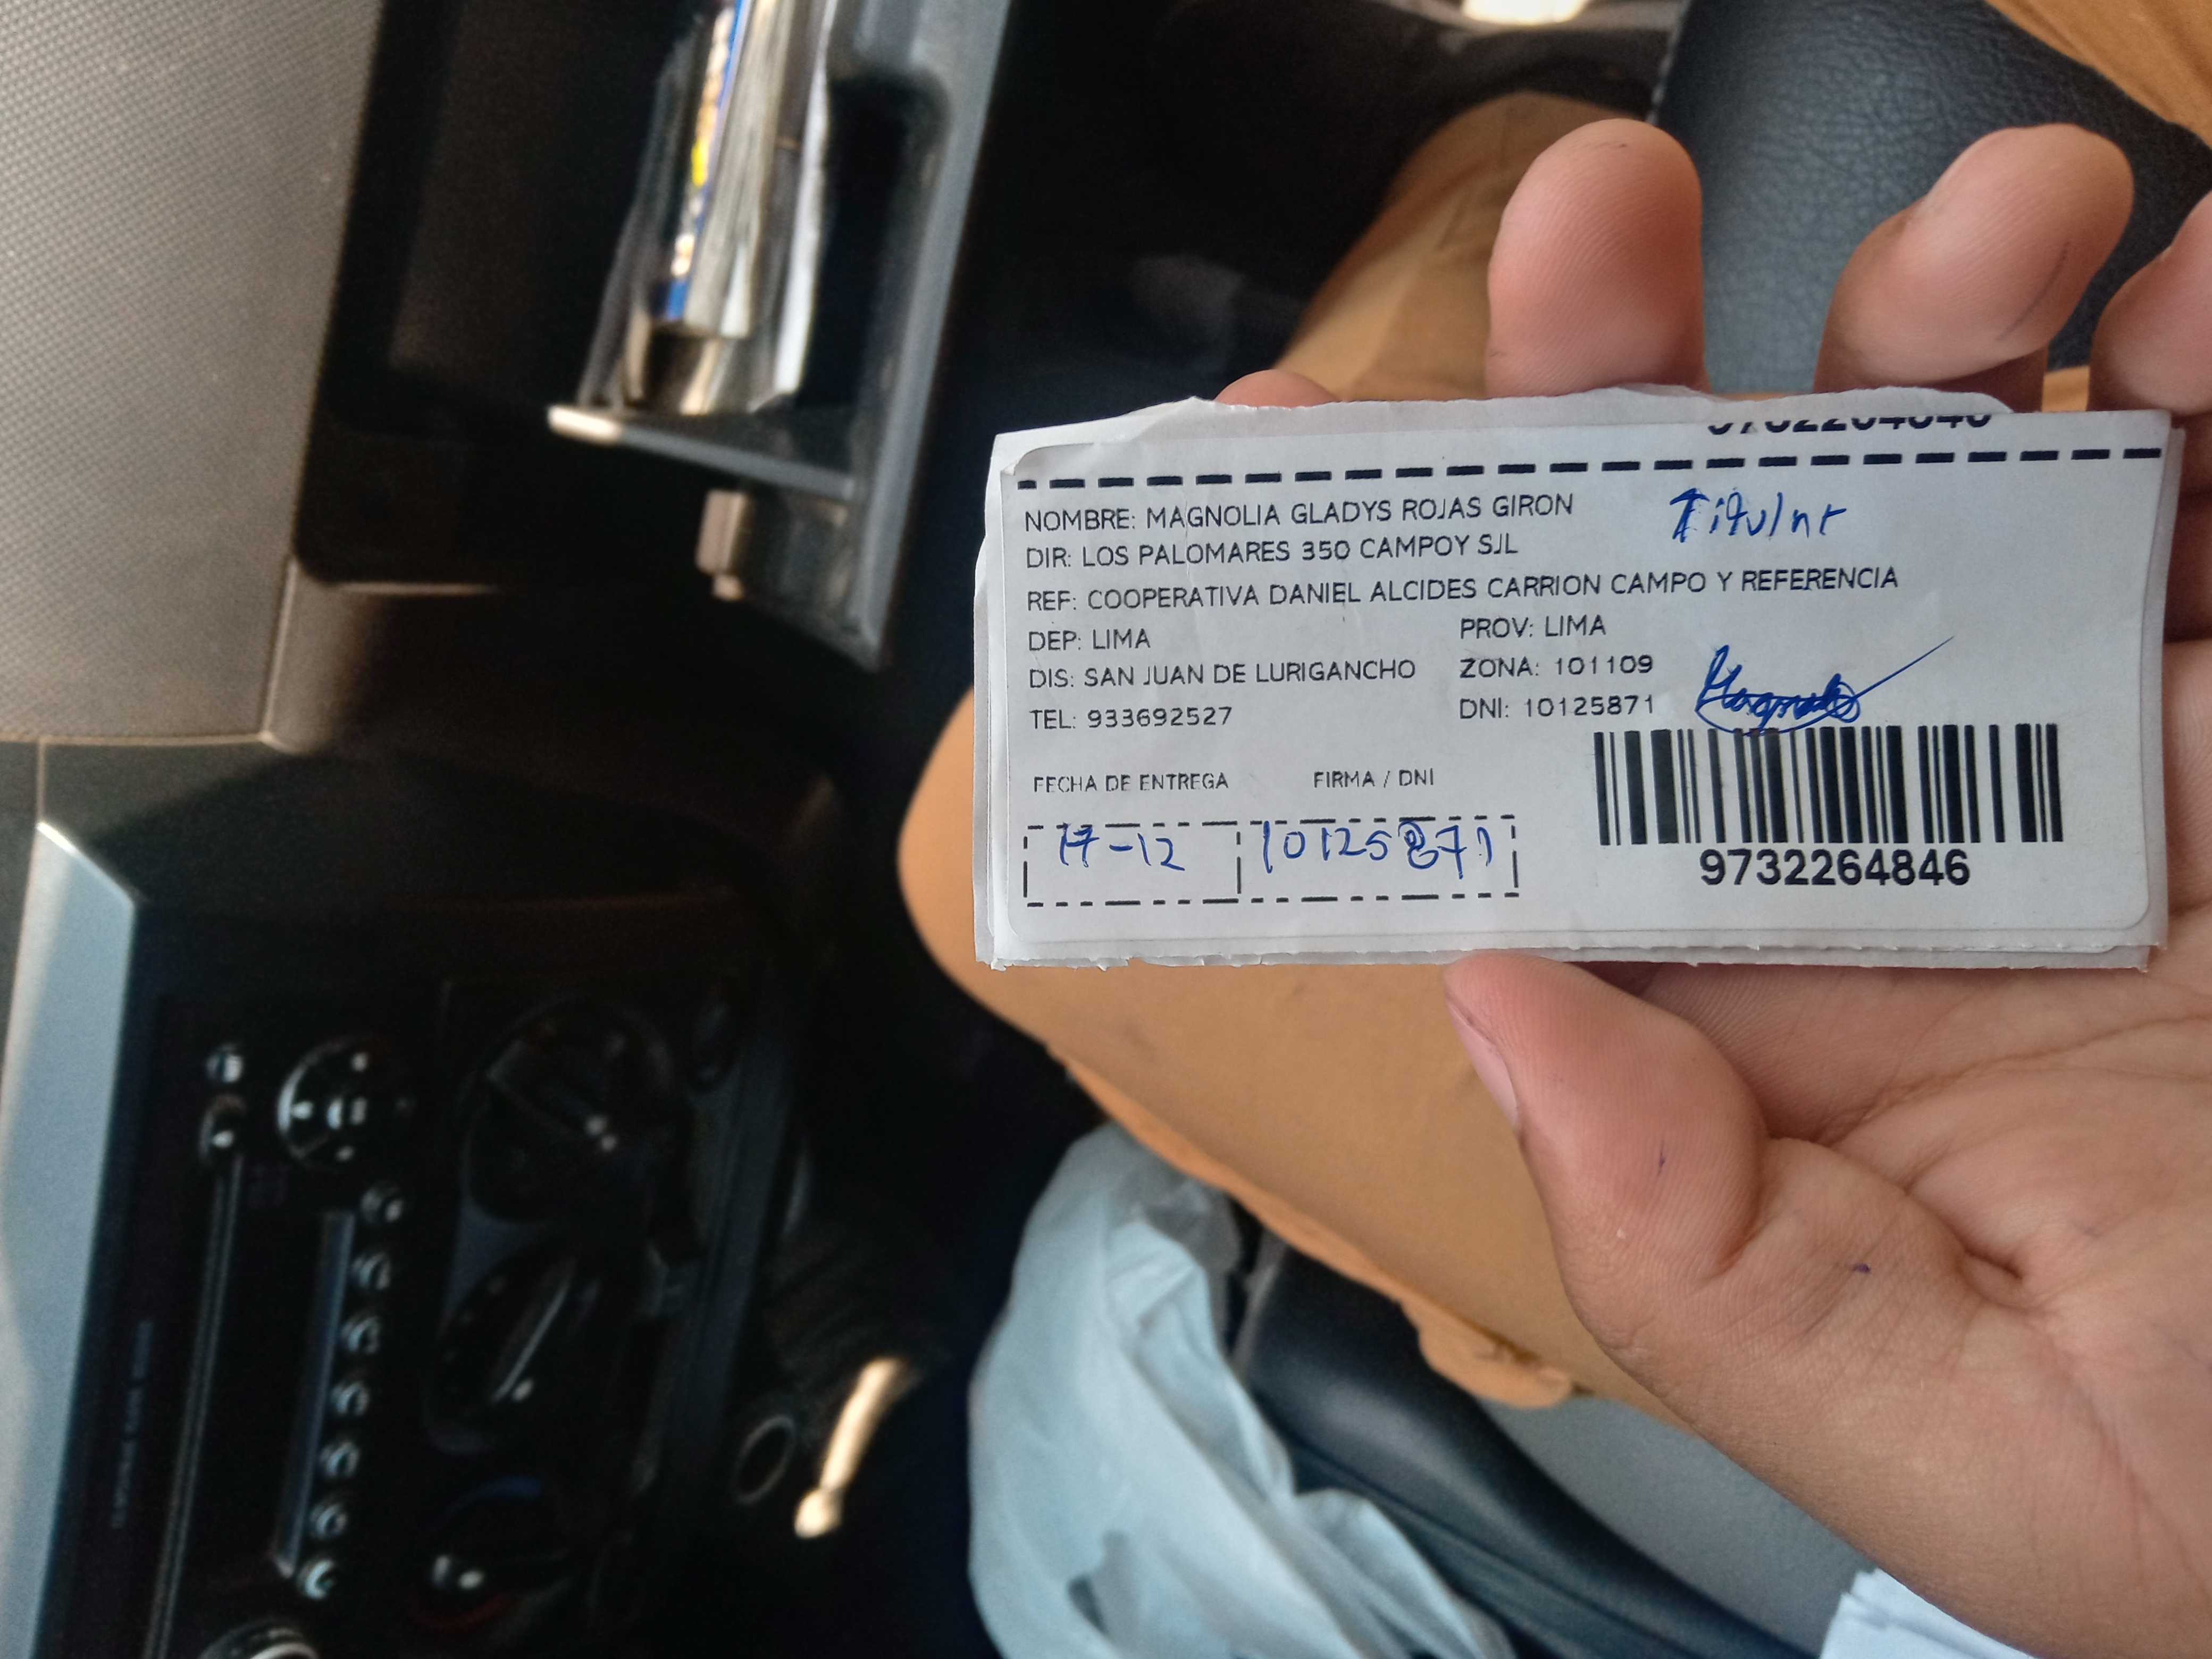 NOMBRE: MAGNOLIA GLADYS ROJAS GIRON
Titular
DIR: LOS PALOMARES 350 CAMPOY SJL
REF: COOPERATIVA DANIEL ALCIDES CARRION CAMPO Y REFERENCIA
DEP: LIMA PROV: LIMA
DIS: SAN JUAN DE LURIGANCHO ZONA: 101109
TEL: 933692527 DNI: 10125871
FECHA DE ENTREGA FIRMA / DNI
17-12 10125871
9732264846